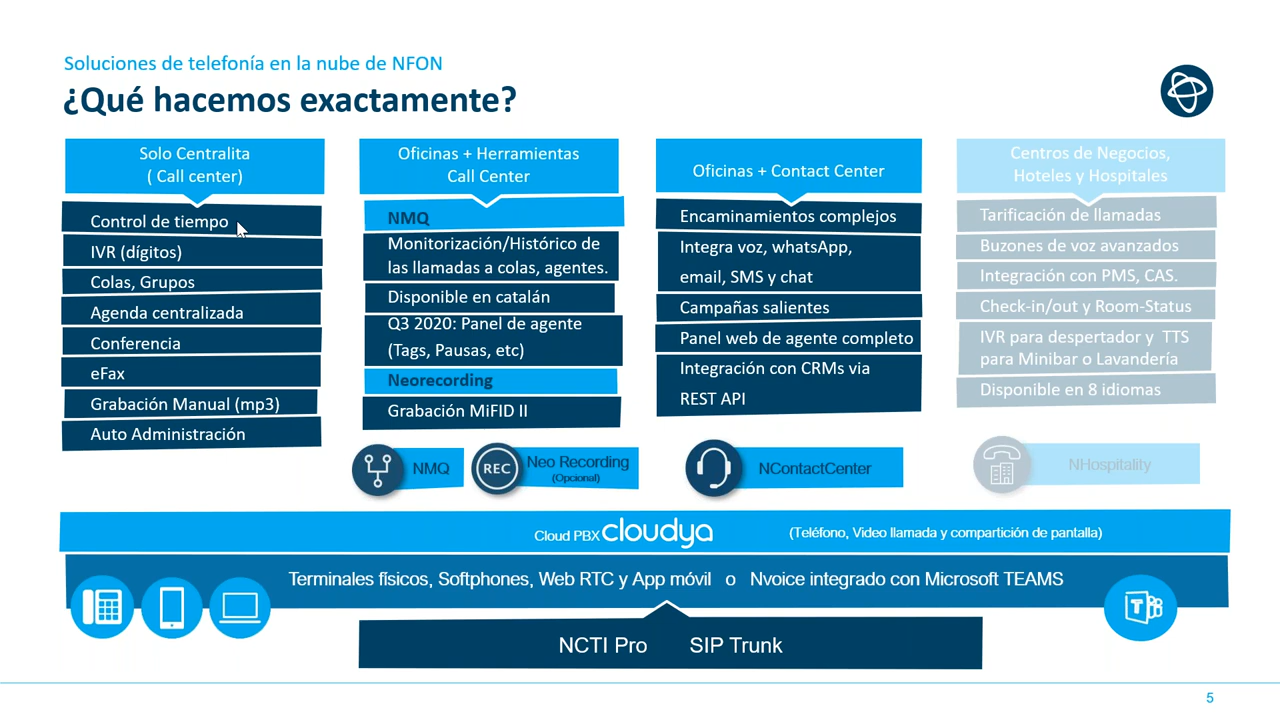 Soluciones de telefonía en la nube de NFON
¿Qué hacemos exactamente?
Solo Centralita
( Call center)
Control de tiempo
IVR (dígitos)
Colas, Grupos
Agenda centralizada
Conferencia
eFax
Grabación Manual (mp3)
Auto Administración
Oficinas + Herramientas
Call Center
NMQ
Monitorización/Histórico de
las llamadas a colas, agentes.
Disponible en catalán
Q3 2020: Panel de agente
(Tags, Pausas, etc)
Neorecording
Grabación MiFID II
NMQ
REC
Neo Recording
(Opcional)
Oficinas + Contact Center
Encaminamientos complejos
Integra voz, whatsApp,
email, SMS y chat
Campañas salientes
Panel web de agente completo
Integración con CRMs via
REST API
NContactCenter
Centros de Negocios,
Hoteles y Hospitales
Tarificación de llamadas
Buzones de voz avanzados
Integración con PMS, CAS.
Check-in/out y Room-Status
IVR para despertador y TTS
para Minibar o Lavandería
Disponible en 8 idiomas
NHospitality
Cloud PBX cloudya (Teléfono, Video llamada y compartición de pantalla)
Terminales físicos, Softphones, Web RTC y App móvil o Nvoice integrado con Microsoft TEAMS
T
NCTI Pro SIP Trunk
5